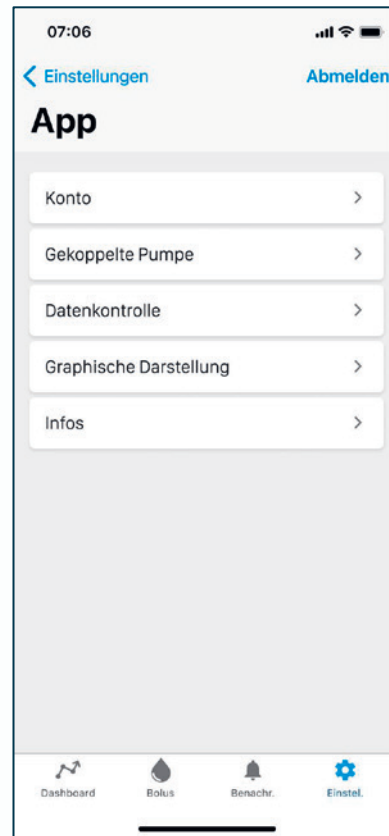 07:06
Einstellungen Abmelden
App
Konto
Gekoppelte Pumpe
Datenkontrolle
Graphische Darstellung
Infos
Dashboard Bolus Benachr. Einstel.